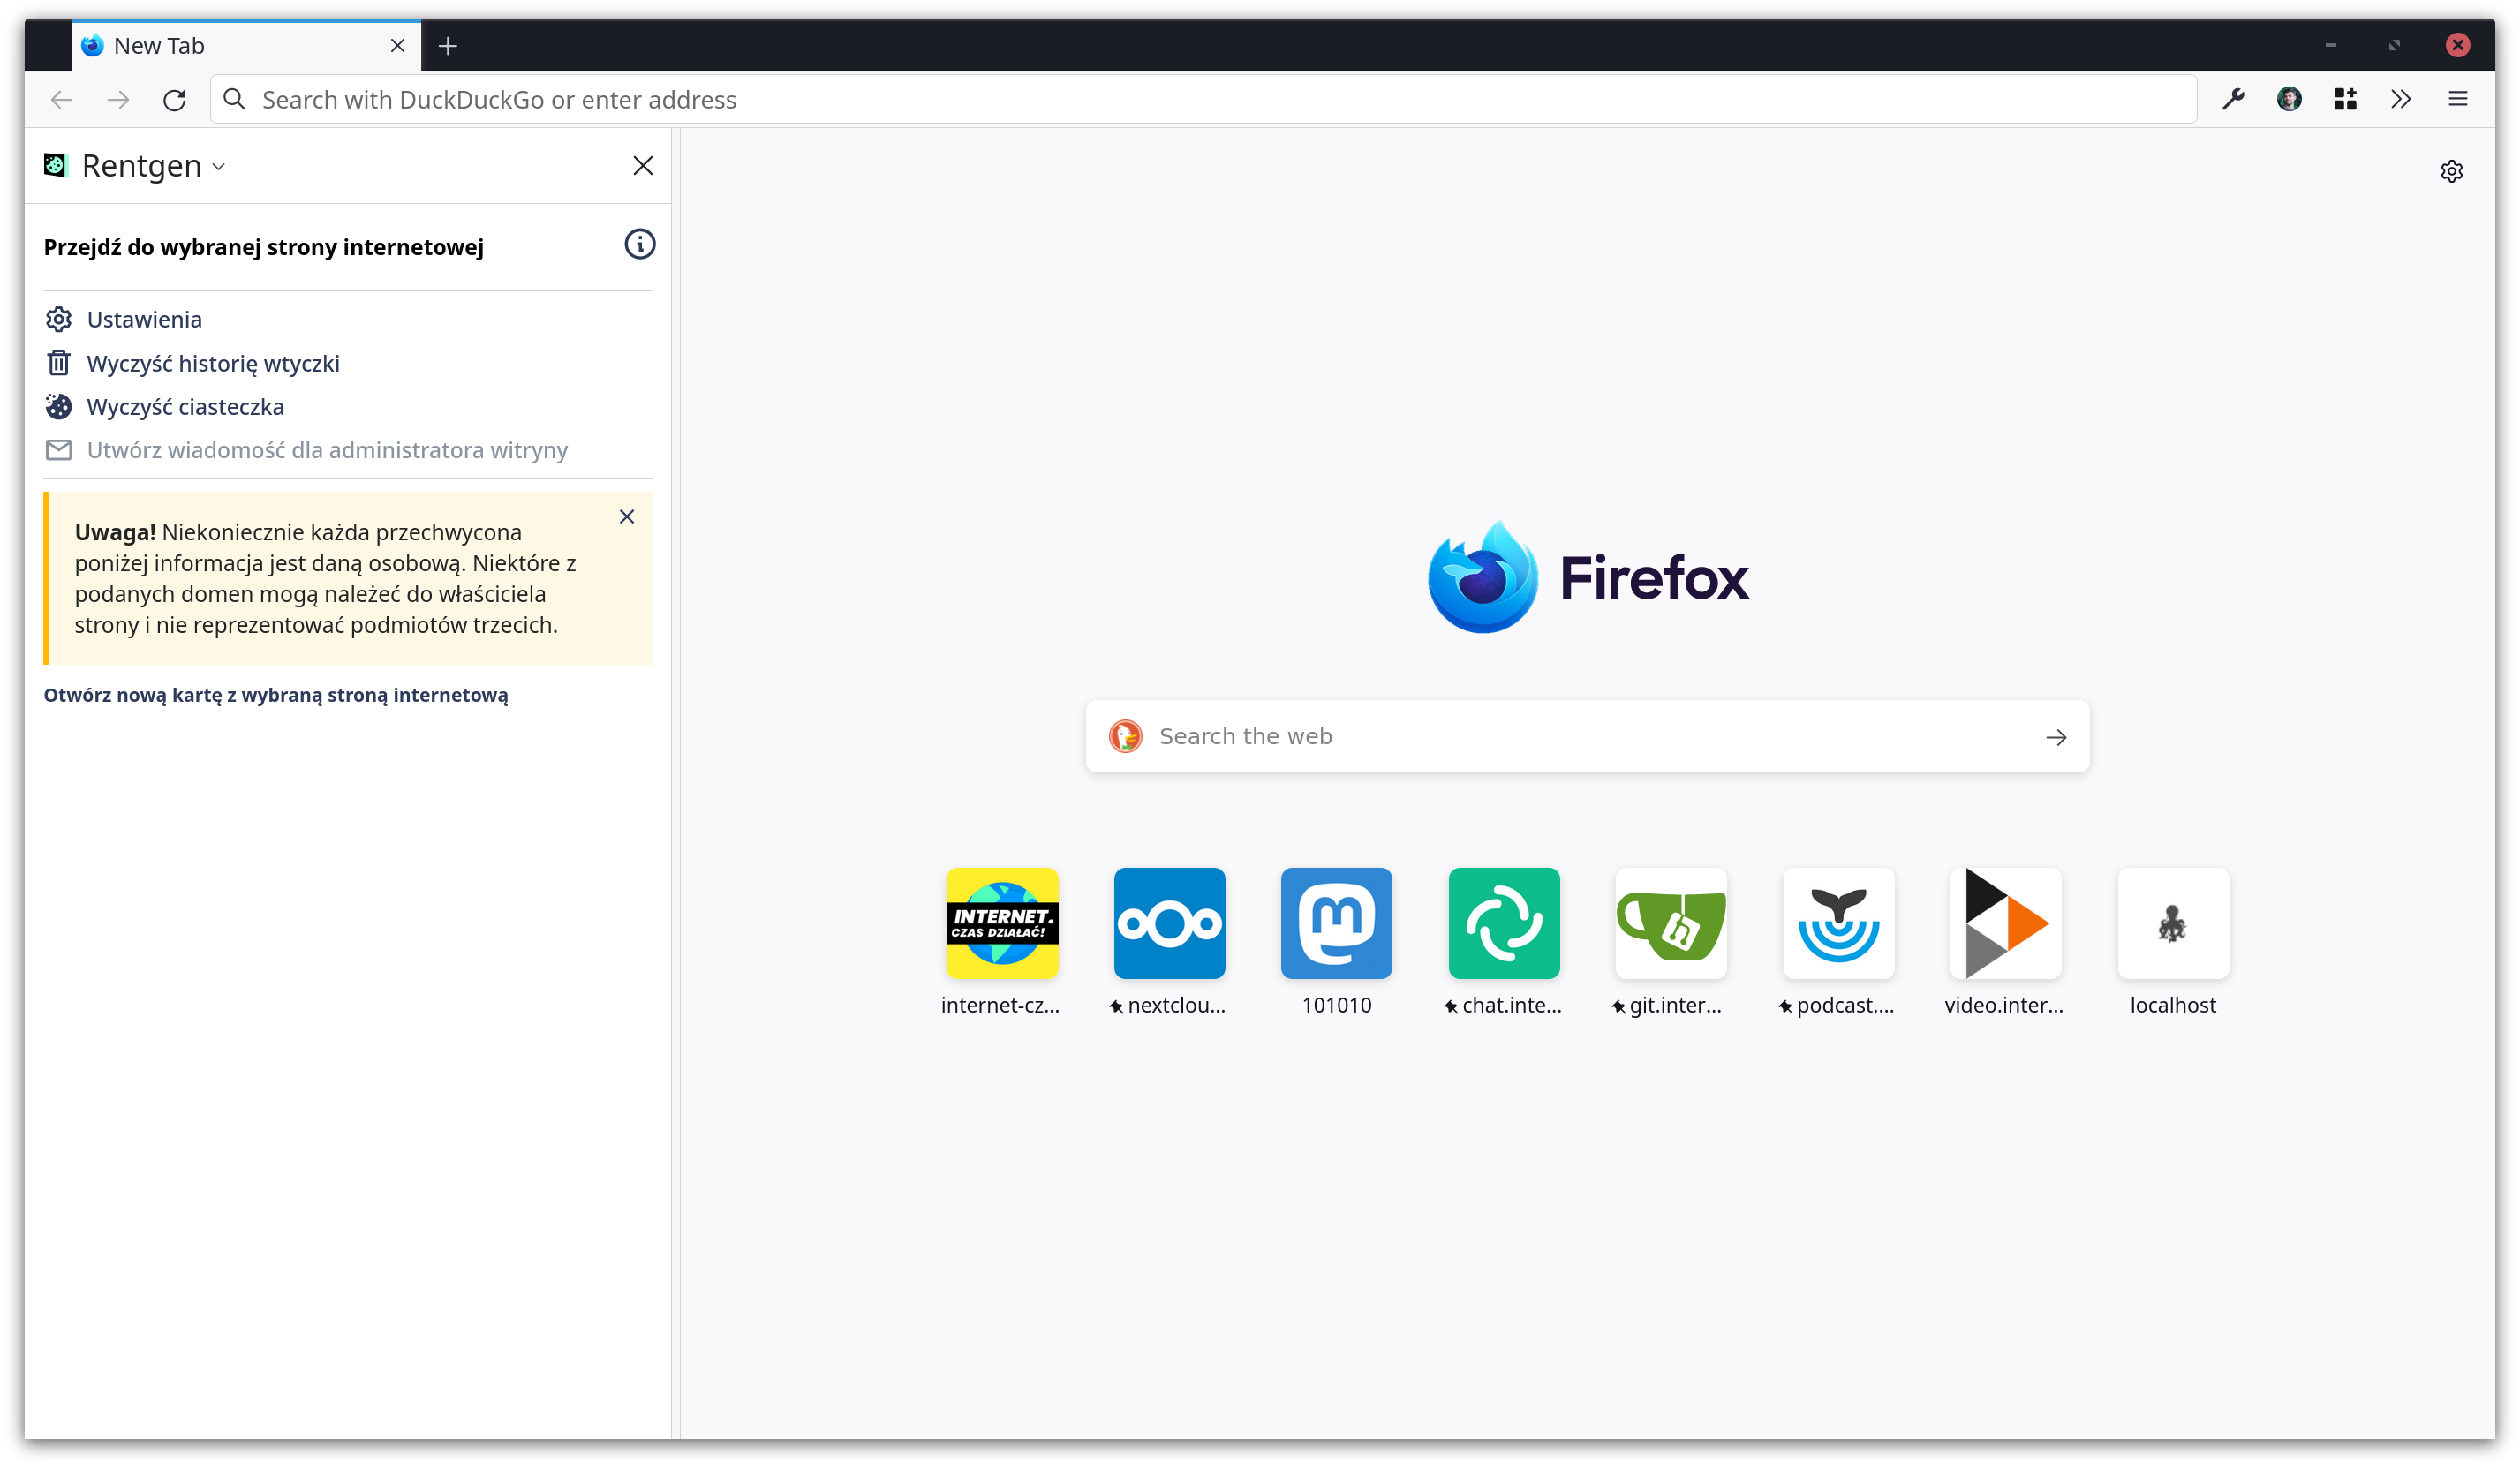 New Tab
Search with DuckDuckGo or enter address
Rentgen
Przejdź do wybranej strony internetowej
Ustawienia
Wyczyść historię wtyczki
Wyczyść ciasteczka
Utwórz wiadomość dla administratora witryny
Uwaga! Niekoniecznie każda przechwycona
poniżej informacja jest daną osobową. Niektóre z
podanych domen mogą należeć do właściciela
strony i nie reprezentować podmiotów trzecich.
Otwórz nową kartę z wybraną stroną internetową
Firefox
Search the web
INTERNET.
CZAS DZIAŁAĆ!
internet-cz...
nextclou...
101010
chat.inte...
git.inter...
podcast....
video.inter...
localhost